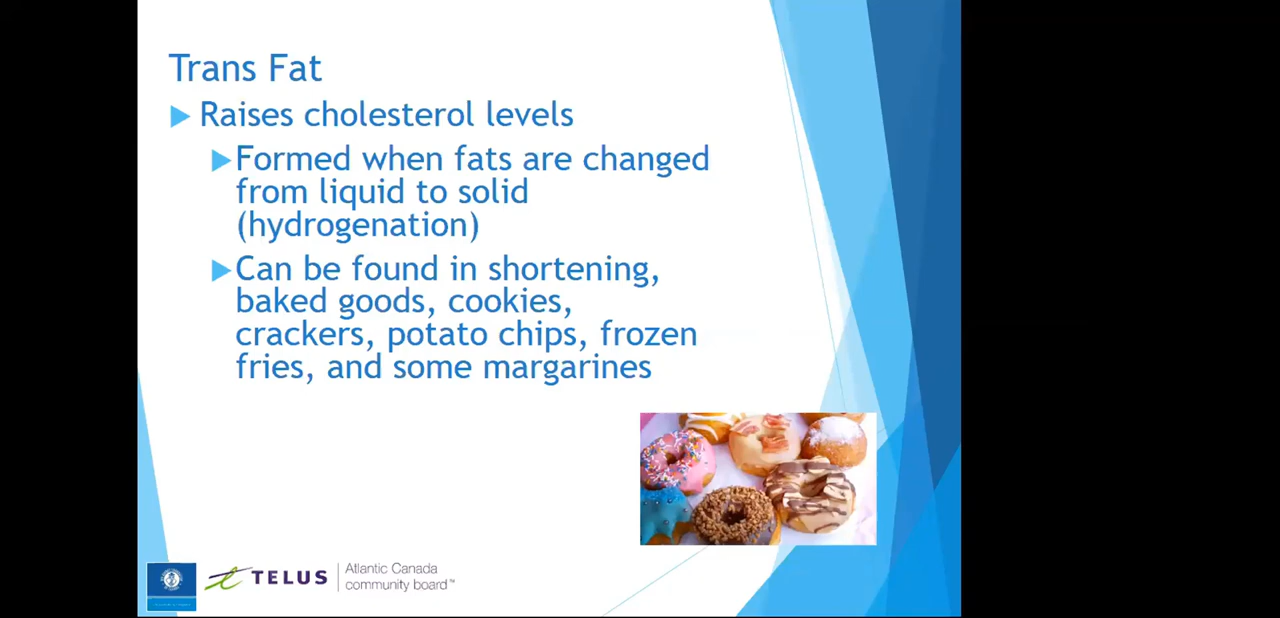 Trans Fat
Raises cholesterol levels
Formed when fats are changed
from liquid to solid
(hydrogenation)
Can be found in shortening,
baked goods, cookies,
crackers, potato chips, frozen
fries, and some margarines
TELUS
Atlantic Canada
community board™